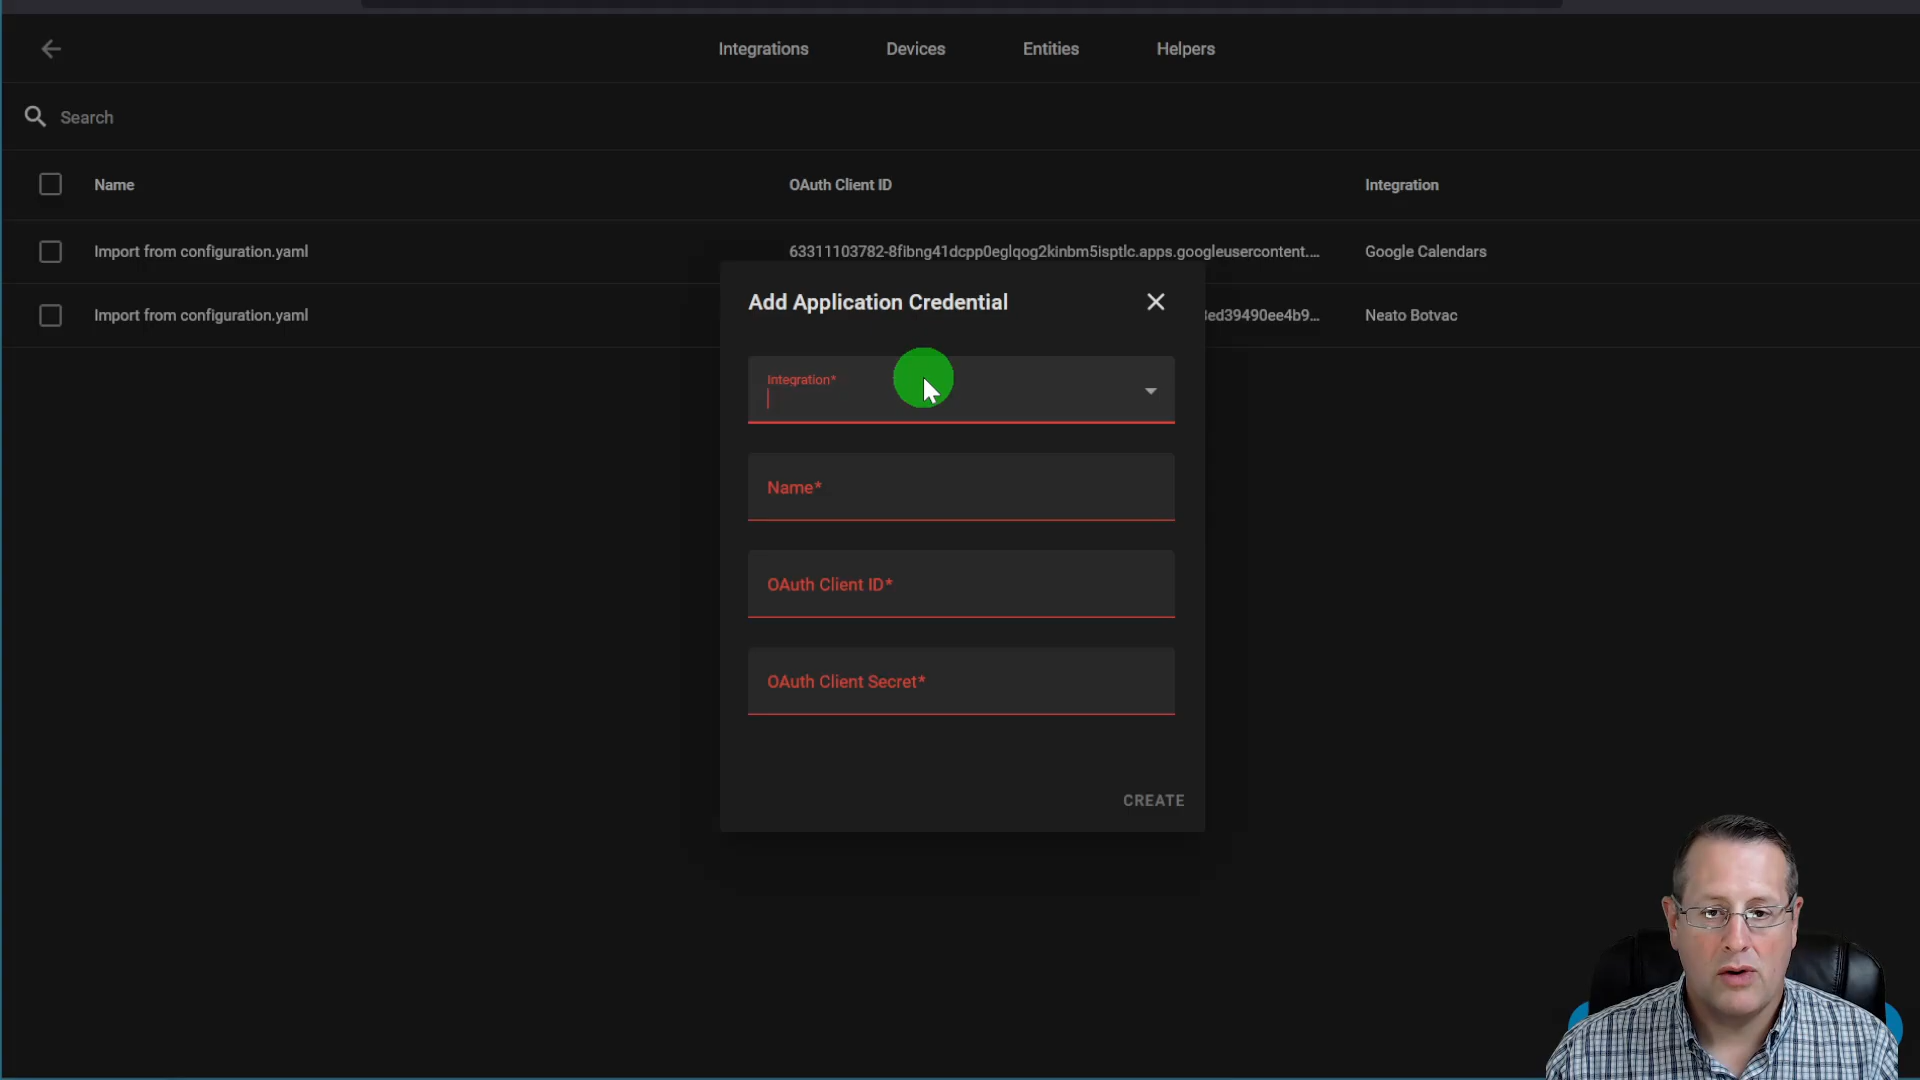 Integrations Devices Entities Helpers
Search
Name OAuth Client ID Integration
Import from configuration.yaml 63311103782-8fibng41dcpp0eglqog2kinbm5isptlc.apps.googleusercontent.... Google Calendars
Import from configuration.yaml ed39490ee4b9... Neato Botvac
Add Application Credential
Integration*
Name*
OAuth Client ID*
OAuth Client Secret*
CREATE